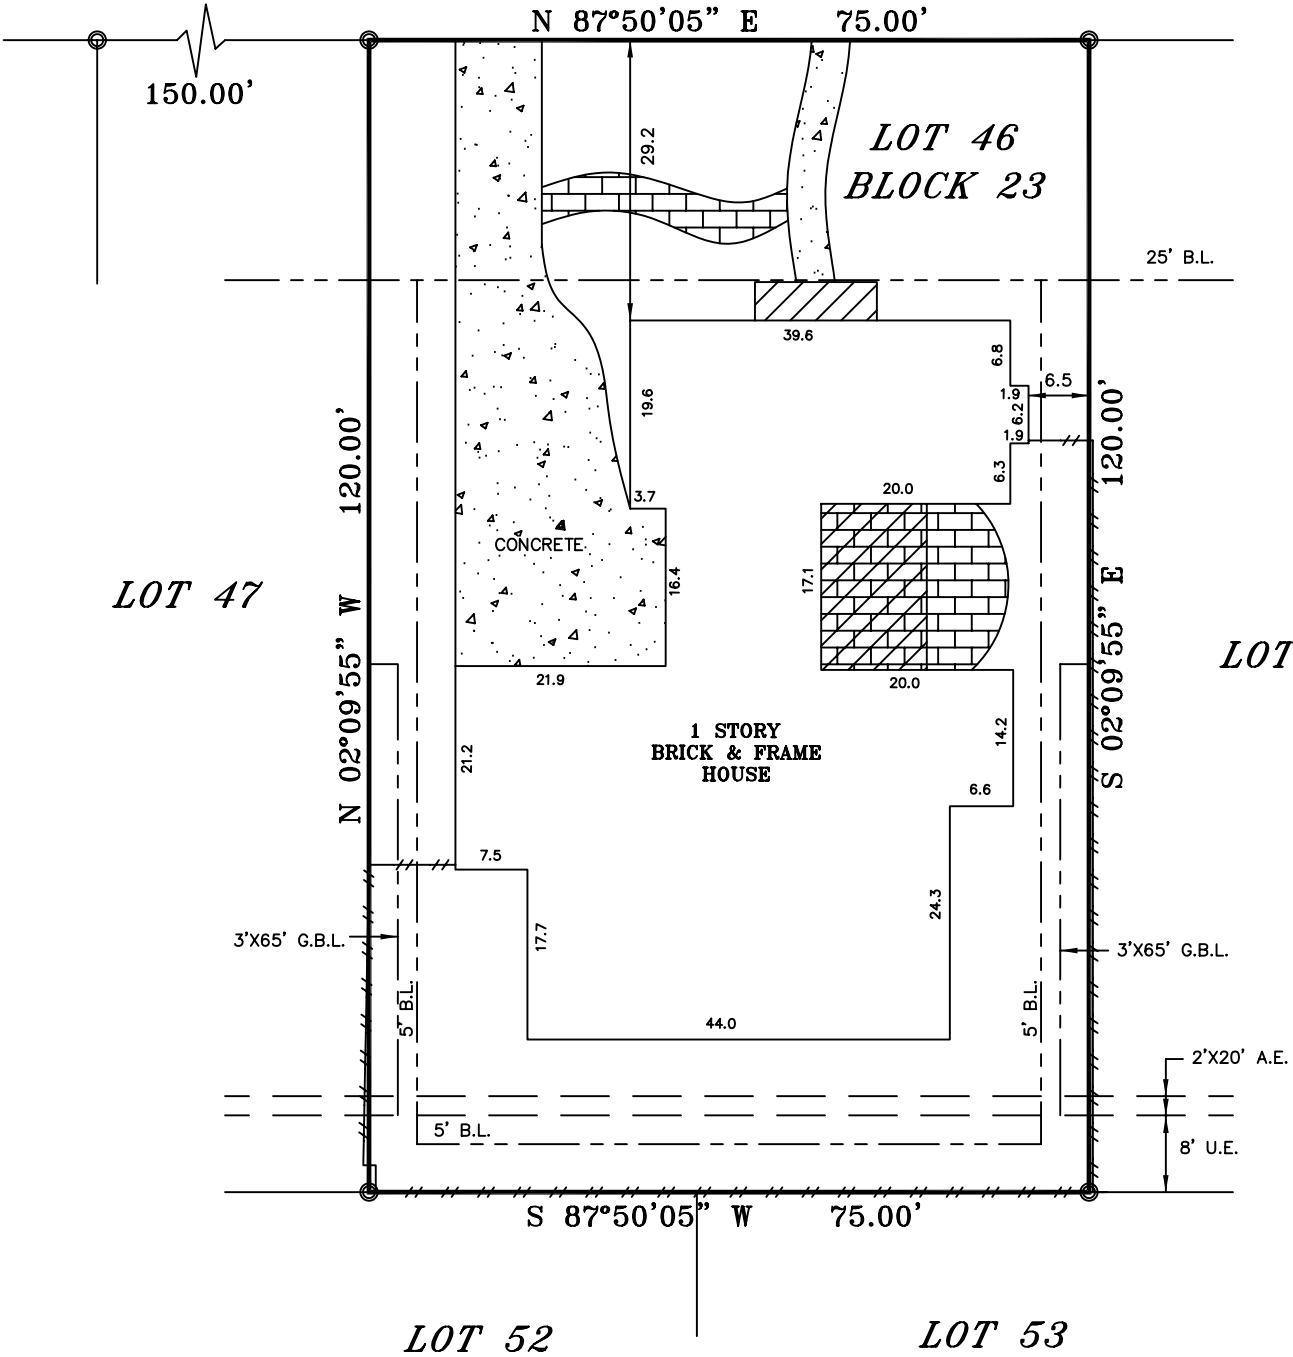 N 87°50'05" E 75.00'
150.00'
29.2
LOT 46
BLOCK 23
25' B.L.
39.6
6.8
6.5
1.9
6.2
1.9
19.6
6.3
120.00'
120.00'
3.7
20.0
CONCRETE
16.4
17.1
LOT 47
N 02°09'55" W
S 02°09'55" E
LOT
21.9
20.0
1 STORY
BRICK & FRAME
HOUSE
21.2
14.2
6.6
7.5
24.3
17.7
3'X65' G.B.L.
3'X65' G.B.L.
5' B.L.
5' B.L.
44.0
2'X20' A.E.
5' B.L.
8' U.E.
S 87°50'05" W 75.00'
LOT 52
LOT 53